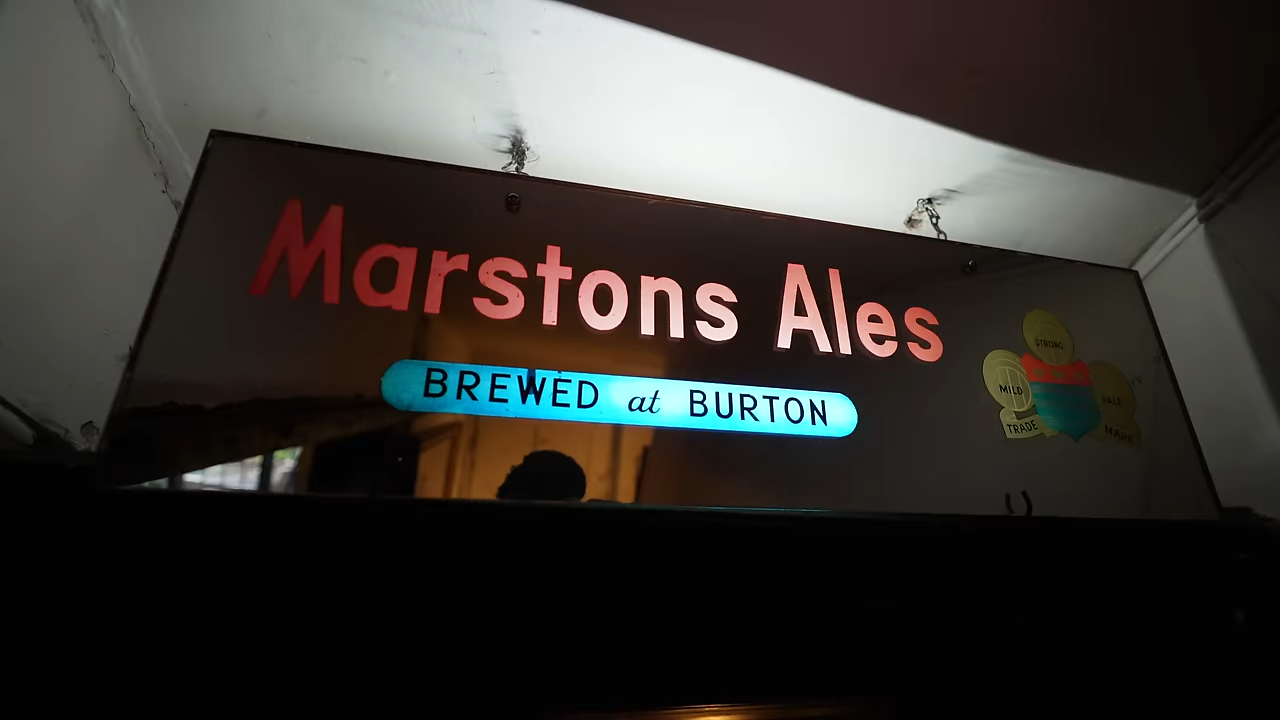 Marstons Ales
BREWED at BURTON
STRONG
MILD
PALE
TRADE MARK